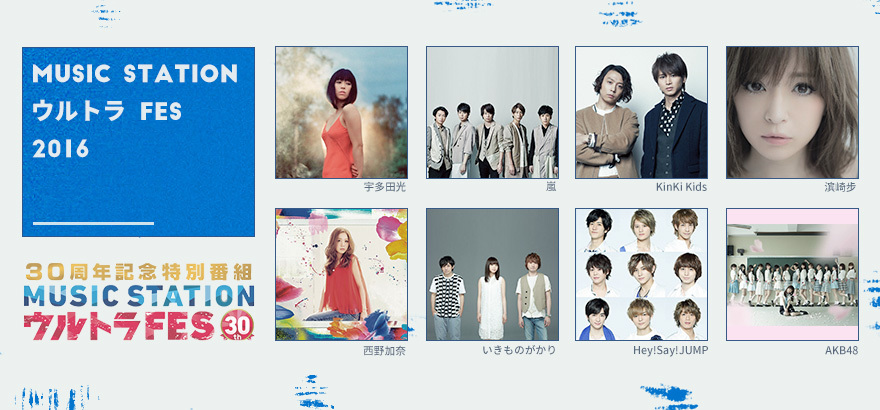 MUSIC STATION
ウルトラ FES
2016
30周年記念特別番組
MUSIC STATION
ウルトラFES 30th
宇多田光
嵐
KinKi Kids
滨崎步
西野加奈
いきものがかり
Hey!Say!JUMP
AKB48